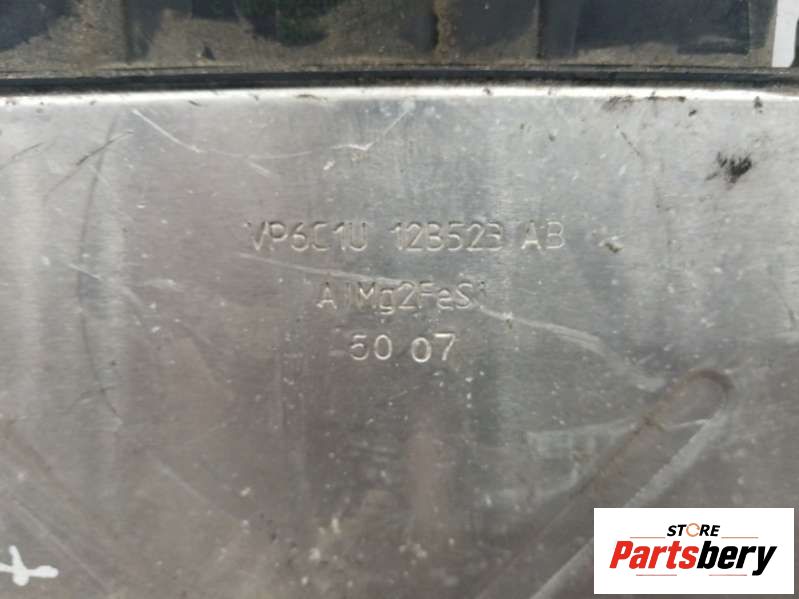 VP6C1U 12B523 AB
AlMg2FeSi
50 07
STORE
Partsbery